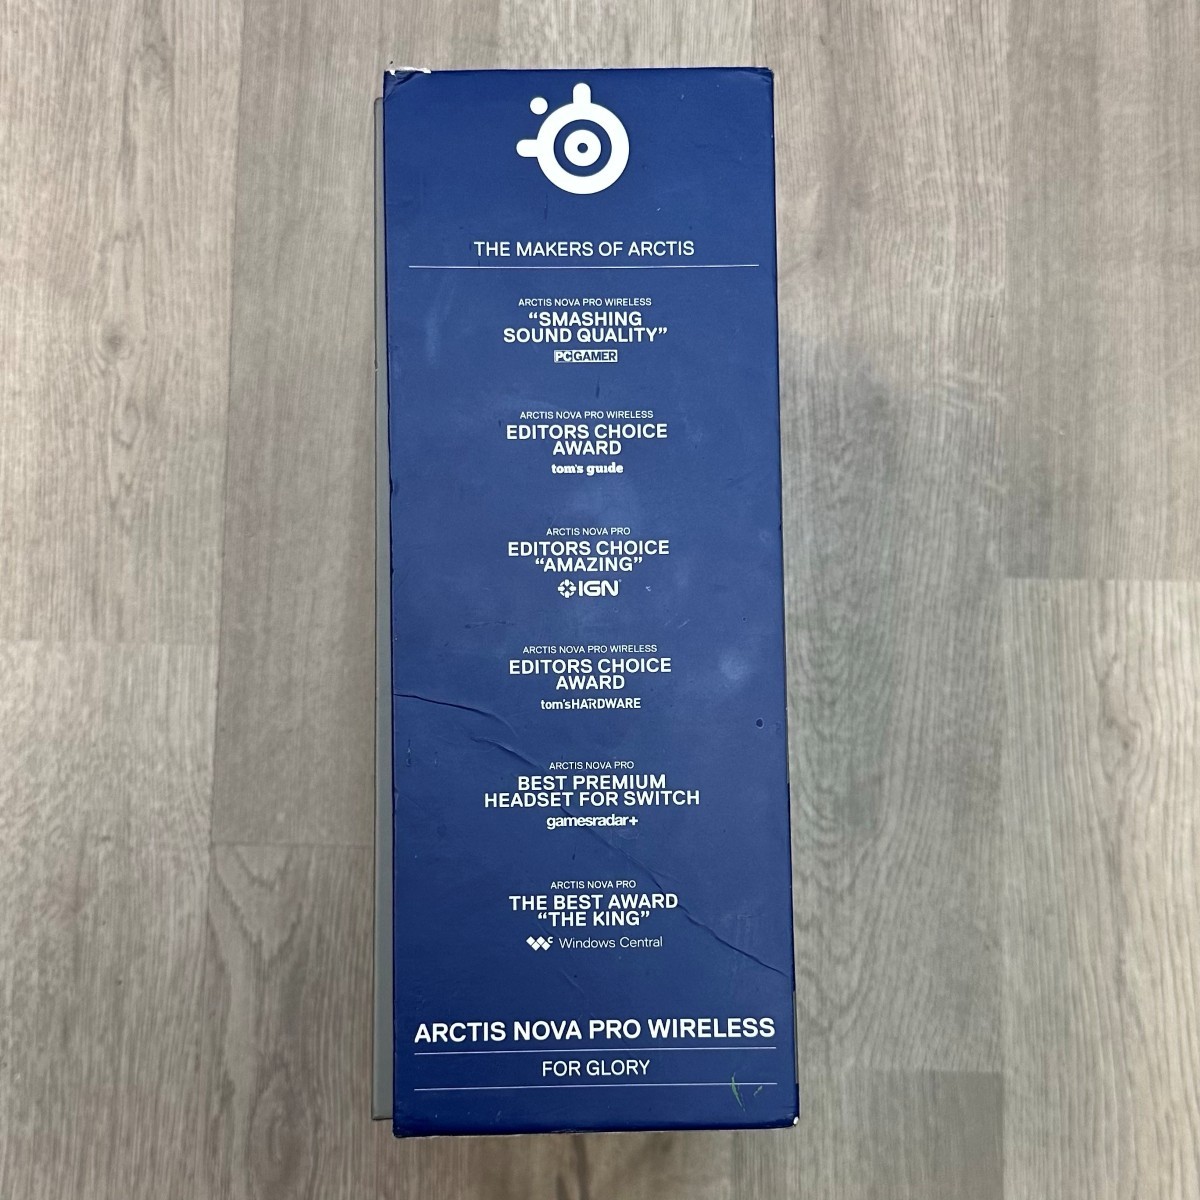 THE MAKERS OF ARCTIS
ARCTIS NOVA PRO WIRELESS
“SMASHING
SOUND QUALITY”
PC GAMER
ARCTIS NOVA PRO WIRELESS
EDITORS CHOICE
AWARD
tom's guide
ARCTIS NOVA PRO
EDITORS CHOICE
“AMAZING”
IGN
ARCTIS NOVA PRO WIRELESS
EDITORS CHOICE
AWARD
tom'sHARDWARE
ARCTIS NOVA PRO
BEST PREMIUM
HEADSET FOR SWITCH
gamesradar+
ARCTIS NOVA PRO
THE BEST AWARD
“THE KING”
Windows Central
ARCTIS NOVA PRO WIRELESS
FOR GLORY